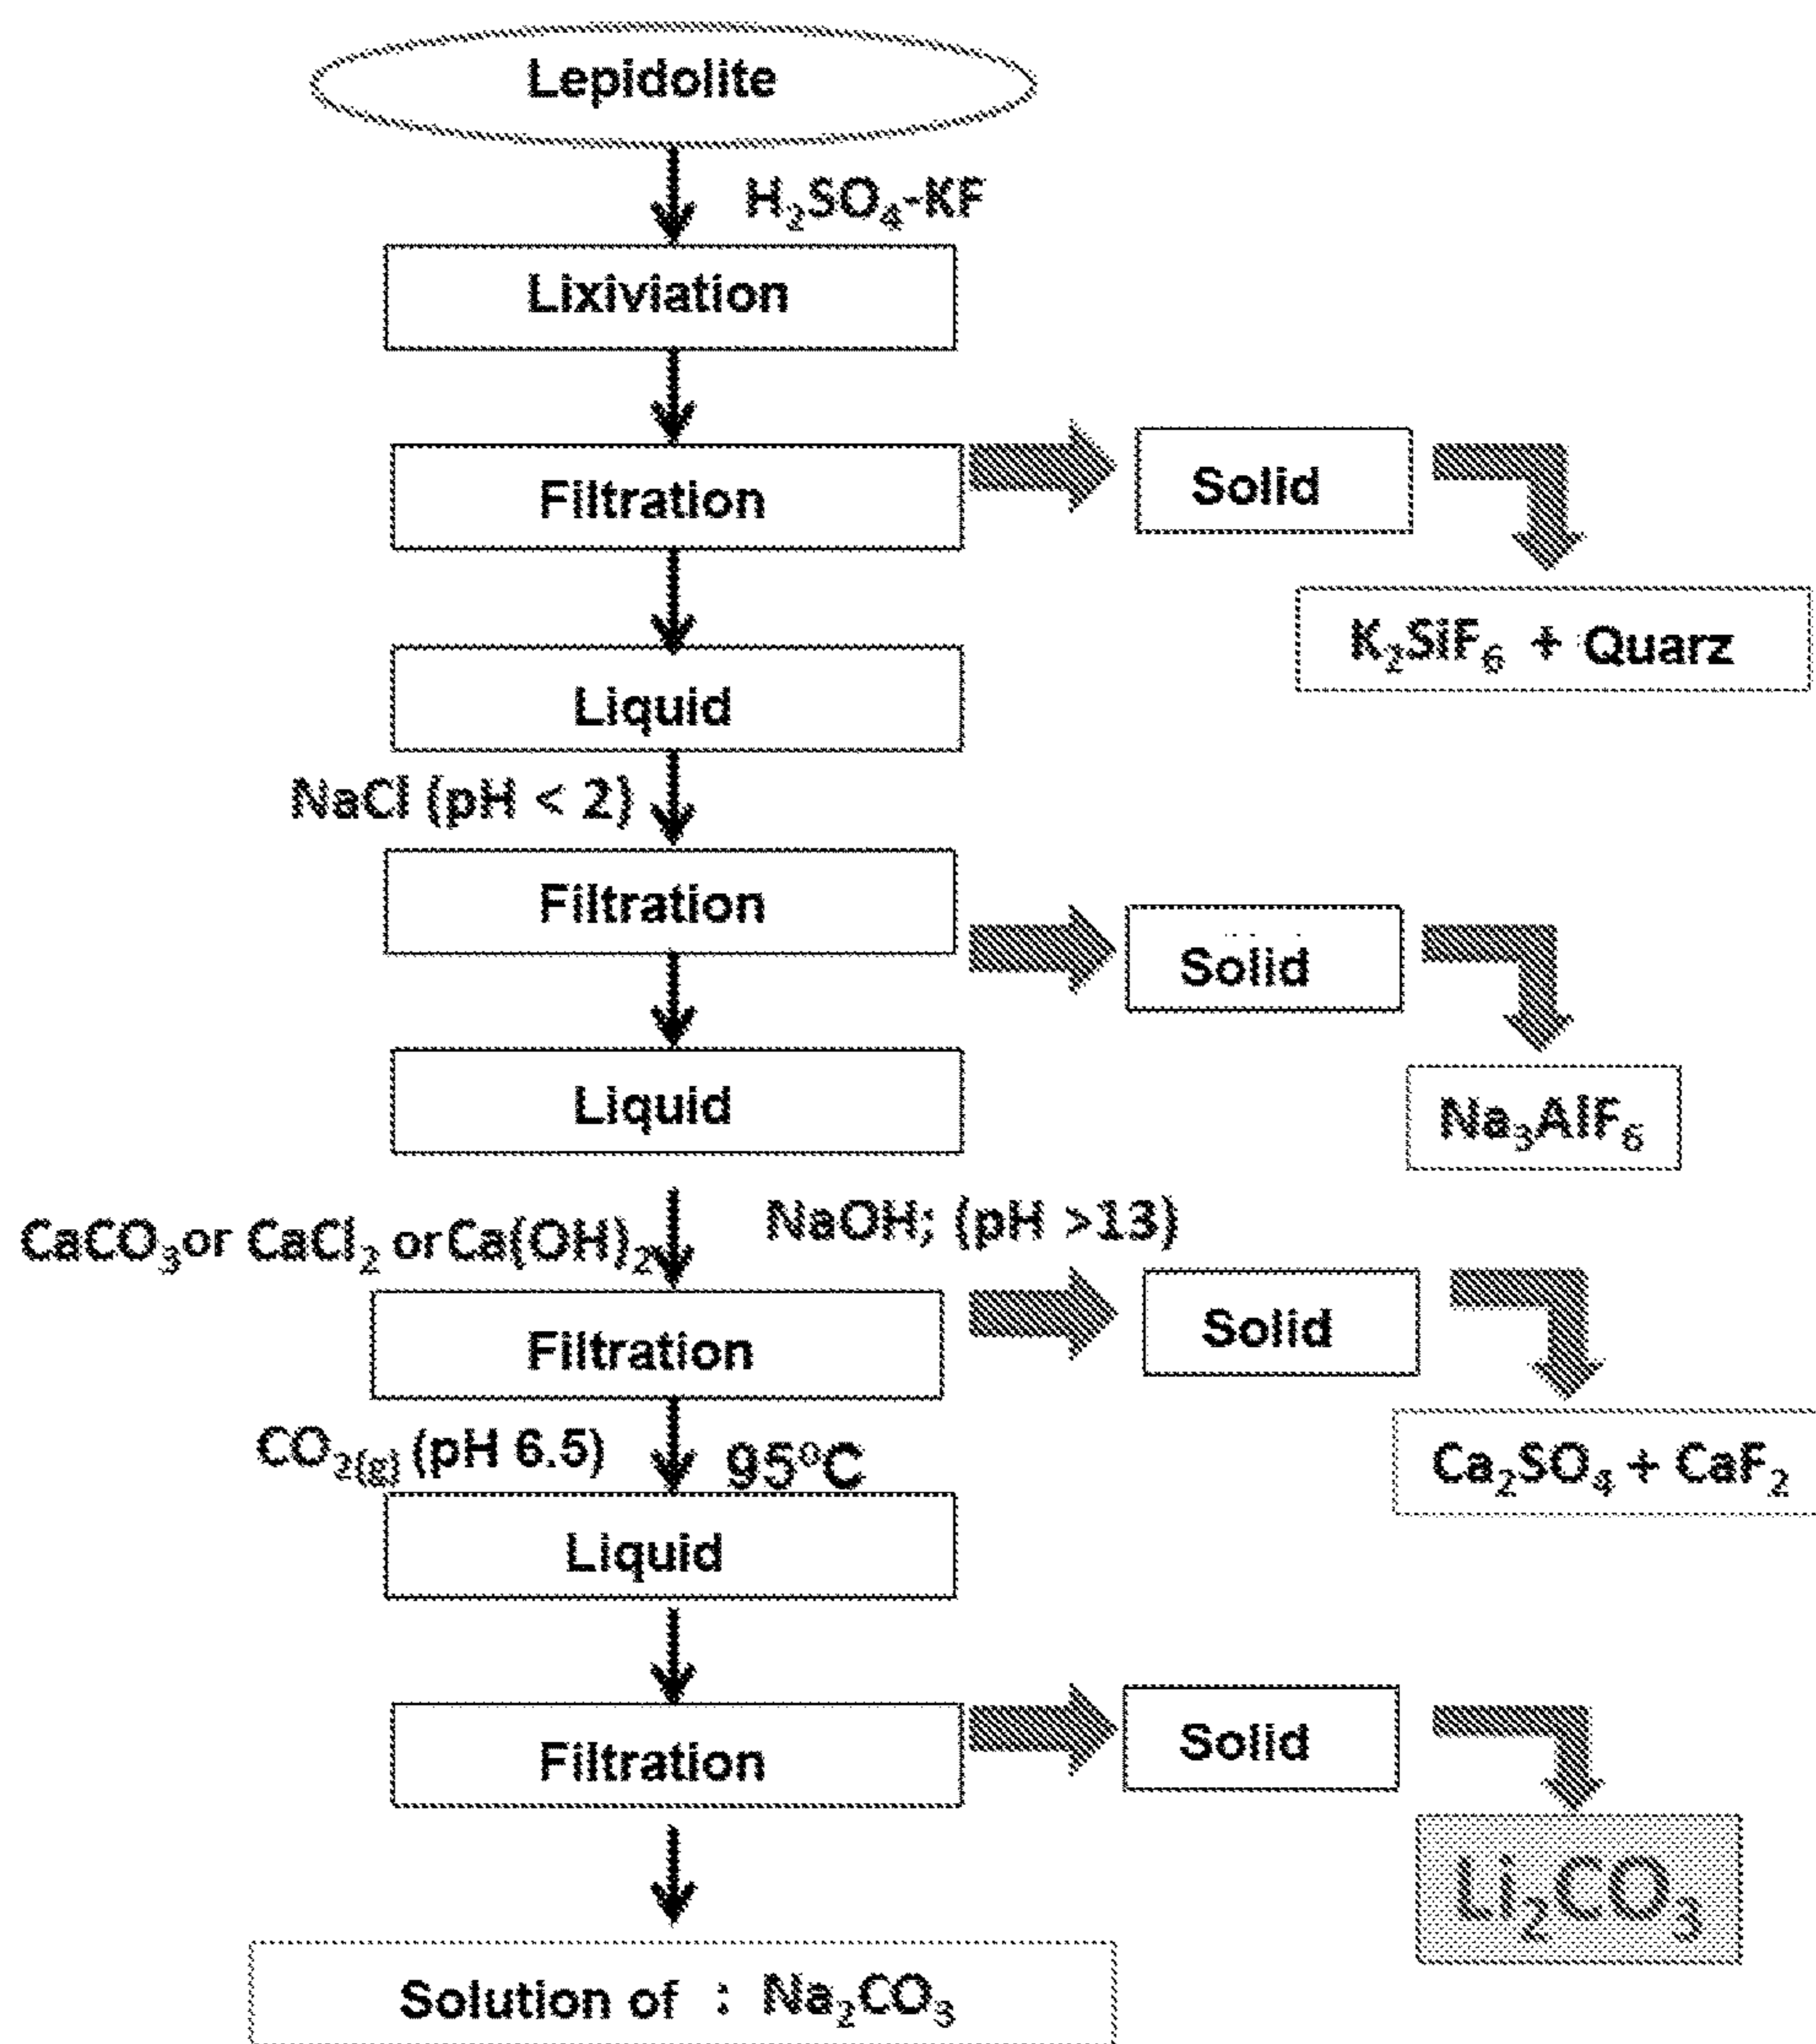 Lepidolite
H₂SO₄-KF
Lixiviation
Filtration
Solid
K₂SiF₆ + Quarz
Liquid
NaCl (pH < 2)
Filtration
Solid
Na₃AlF₆
Liquid
CaCO₃ or CaCl₂ or Ca(OH)₂
NaOH; (pH >13)
Filtration
Solid
Ca₂SO₄ + CaF₂
CO₂(g) (pH 6.5)
95°C
Liquid
Filtration
Solid
Li₂CO₃
Solution of : Na₂CO₃